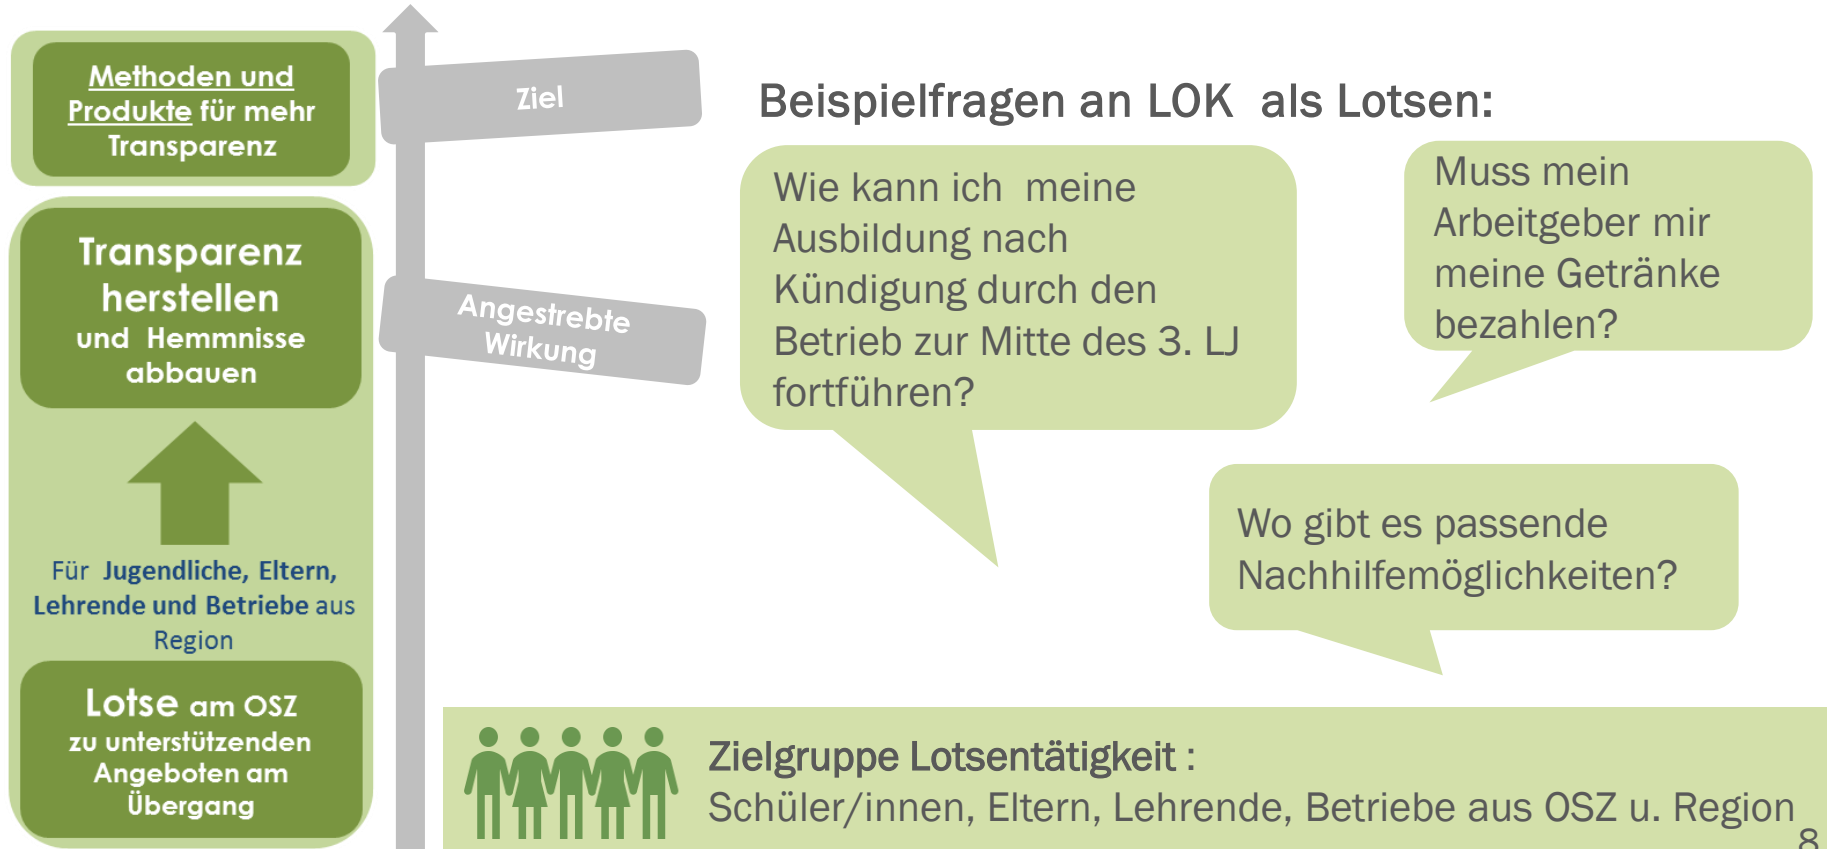 Methoden und
Produkte für mehr
Transparenz
Transparenz
herstellen
und Hemmnisse
abbauen
Für Jugendliche, Eltern,
Lehrende und Betriebe aus
Region
Lotse am OSZ
zu unterstützenden
Angeboten am
Übergang
Ziel
Angestrebte
Wirkung
Beispielfragen an LOK als Lotsen:
Wie kann ich meine
Ausbildung nach
Kündigung durch den
Betrieb zur Mitte des 3. LJ
fortführen?
Muss mein
Arbeitgeber mir
meine Getränke
bezahlen?
Wo gibt es passende
Nachhilfemöglichkeiten?
Zielgruppe Lotsentätigkeit :
Schüler/innen, Eltern, Lehrende, Betriebe aus OSZ u. Region
8